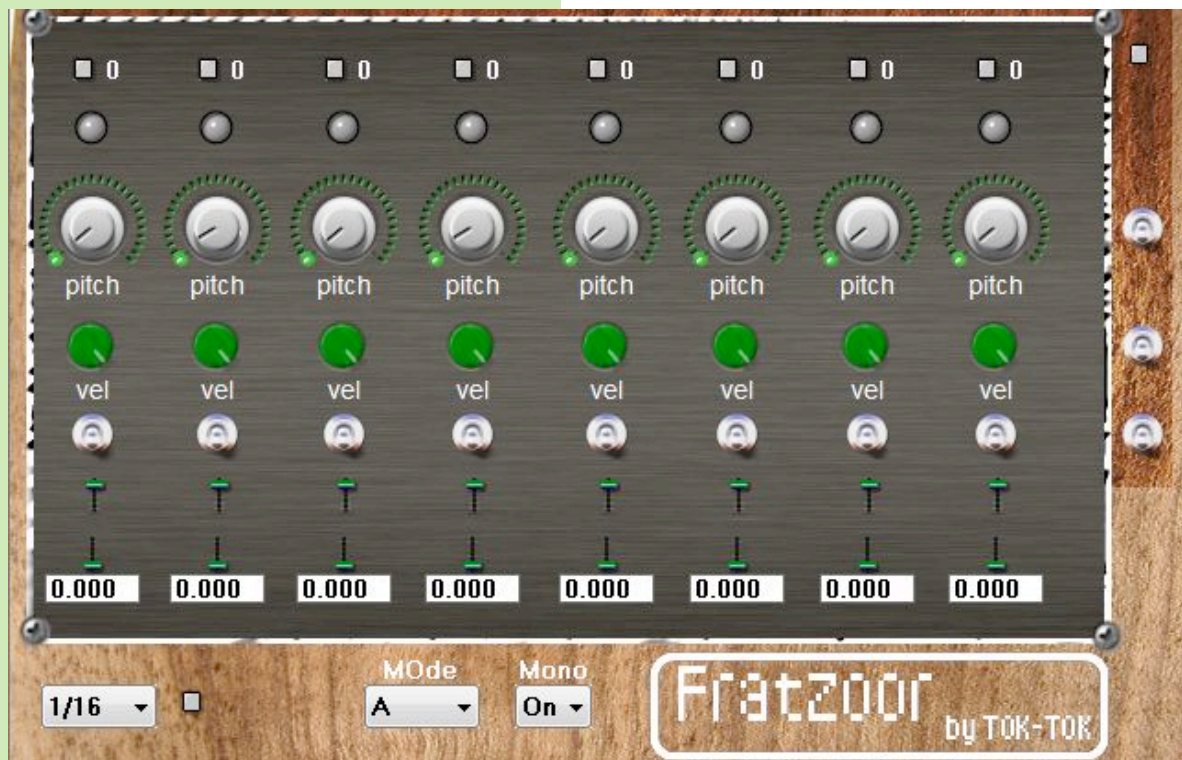 0 0 0 0 0 0 0 0
pitch pitch pitch pitch pitch pitch pitch pitch
vel vel vel vel vel vel vel vel
0.000 0.000 0.000 0.000 0.000 0.000 0.000 0.000
MOde Mono
1/16 A On
Fratzoor
by TOK-TOK